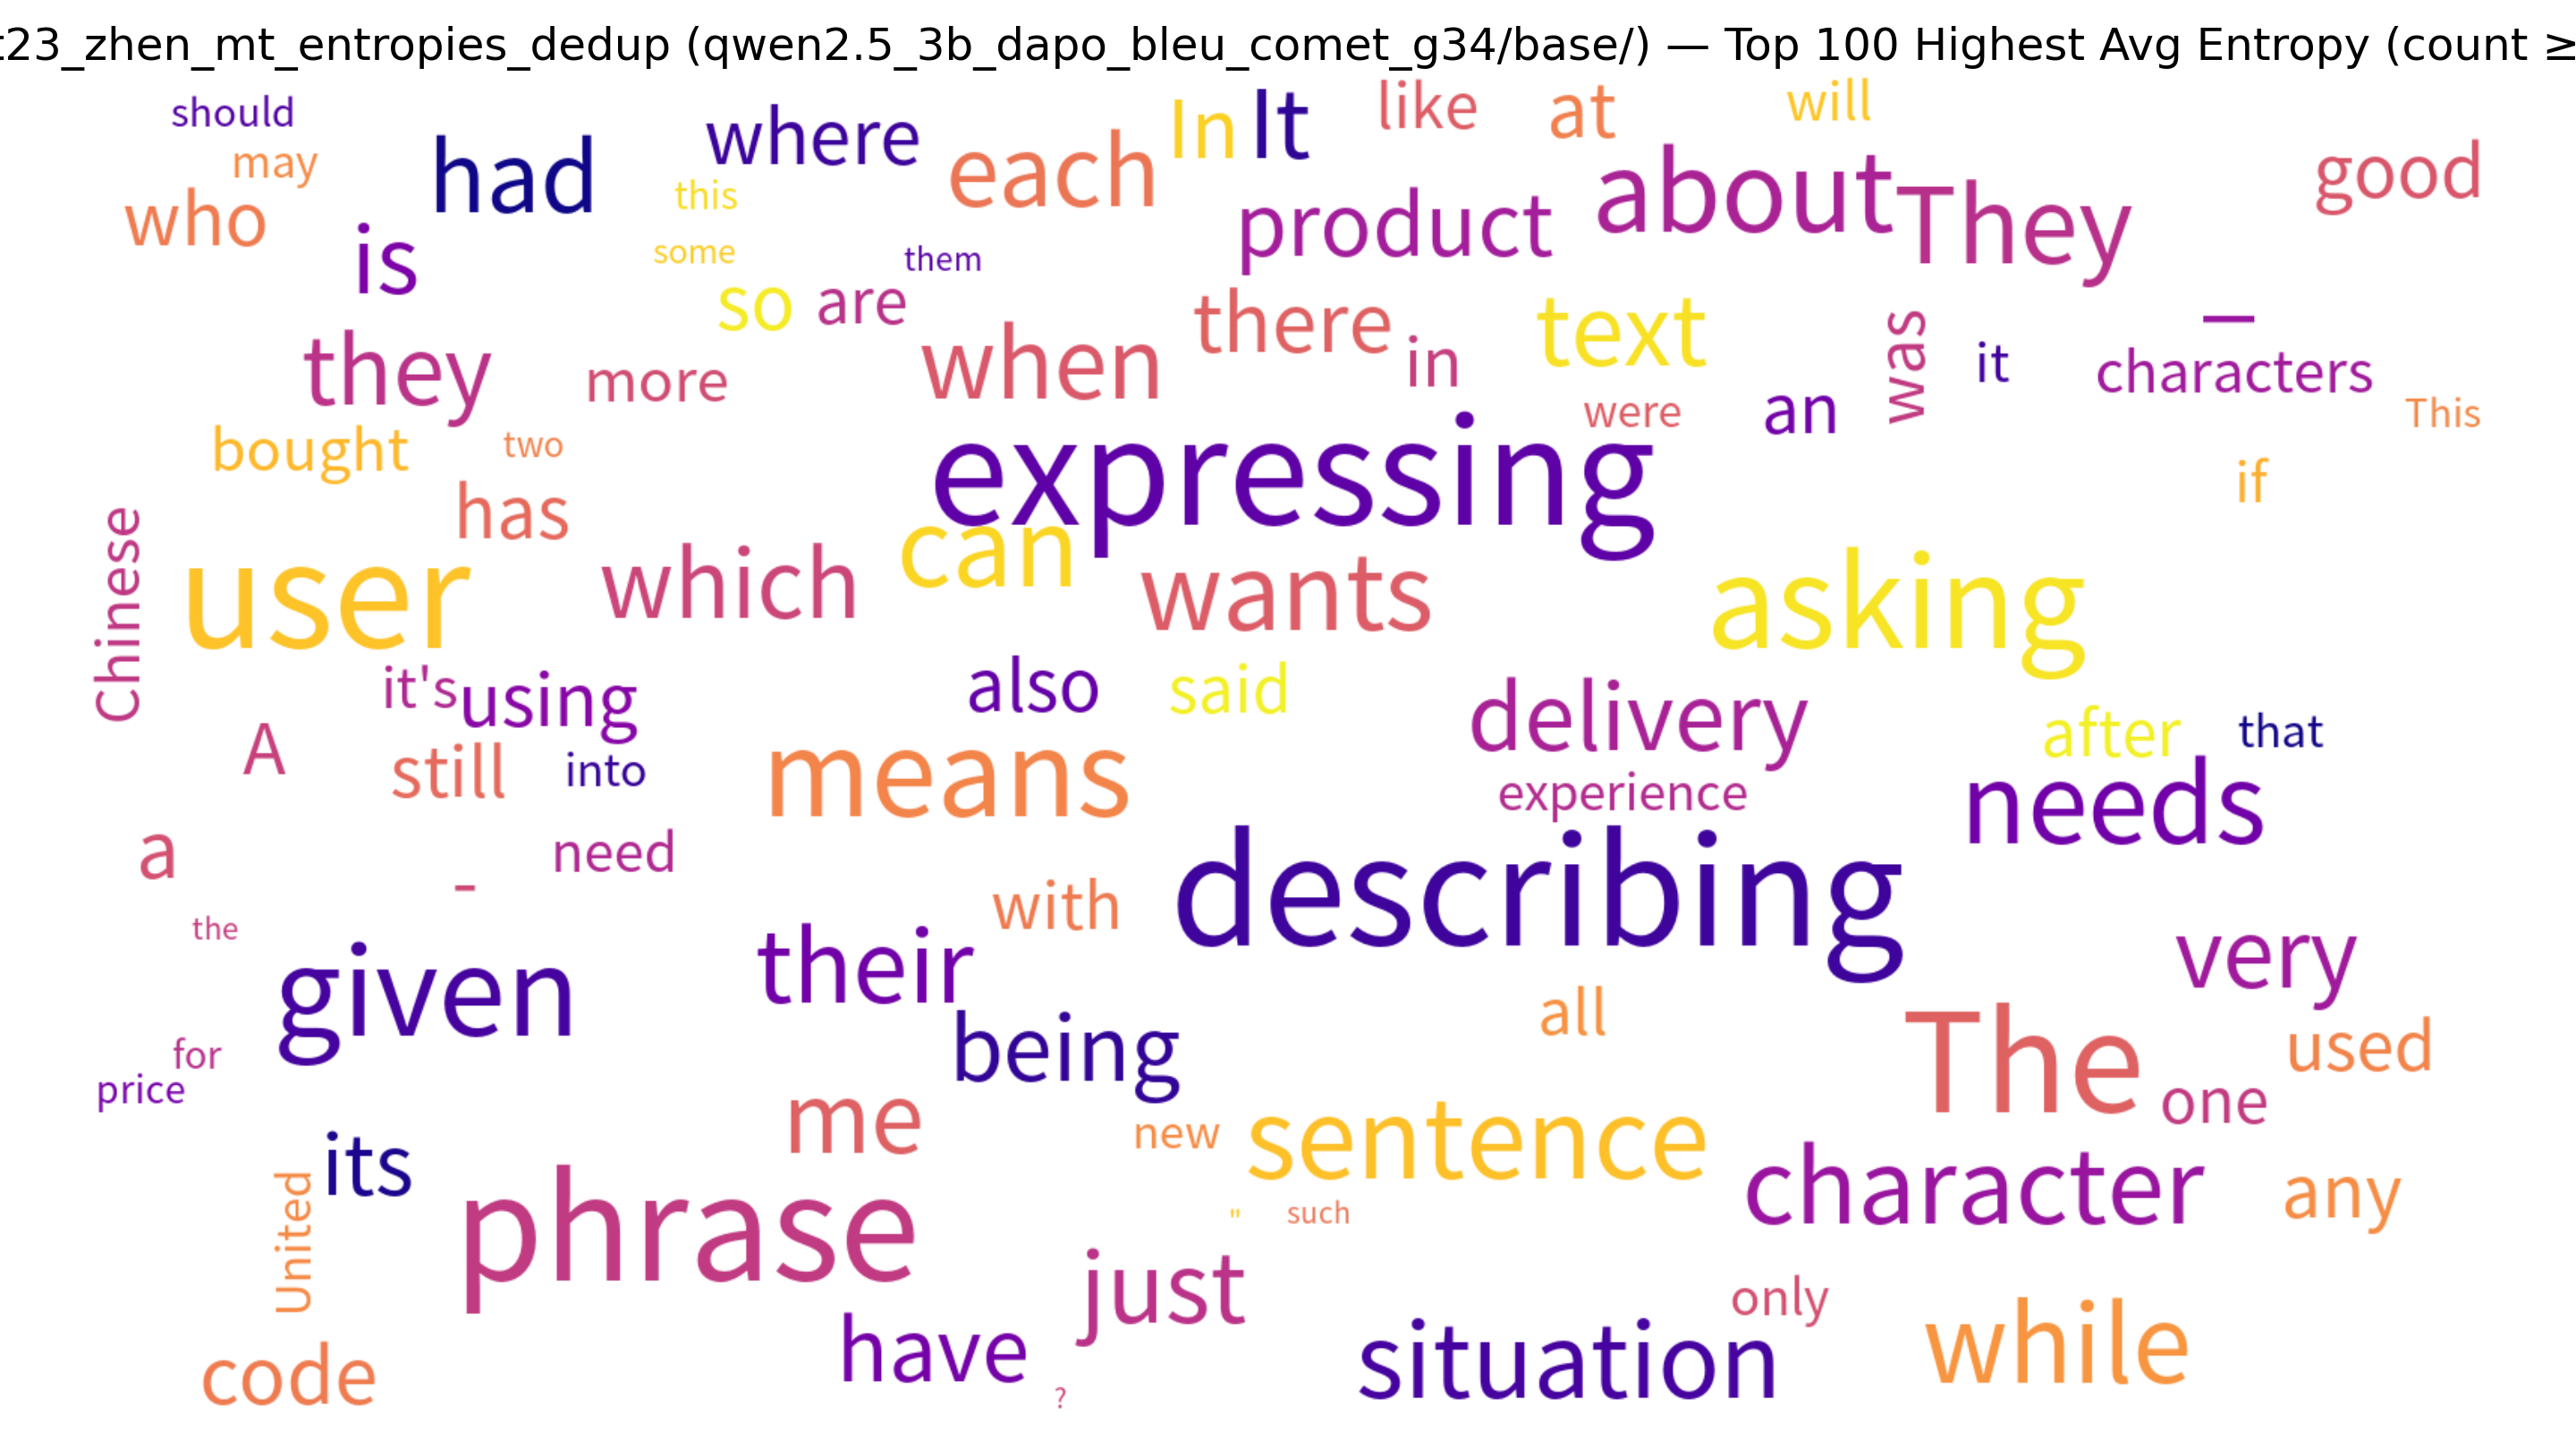 t23_zhen_mt_entropies_dedup (qwen2.5_3b_dapo_bleu_comet_g34/base/) — Top 100 Highest Avg Entropy (count ≥
should
may
who
had
is
where
this
some
them
each
In
It
like
at
will
good
product
about
They
so
are
they
more
when
there
in
text
were
was
—
it
an
characters
This
if
bought
two
has
Chinese
user
which
expressing
can
wants
asking
it's
using
also
said
delivery
after
that
A
still
into
means
experience
needs
a
-
need
with
describing
the
given
their
very
for
price
being
all
The
used
one
its
me
new
sentence
character
any
United
phrase
"
such
just
only
code
have
?
situation
while